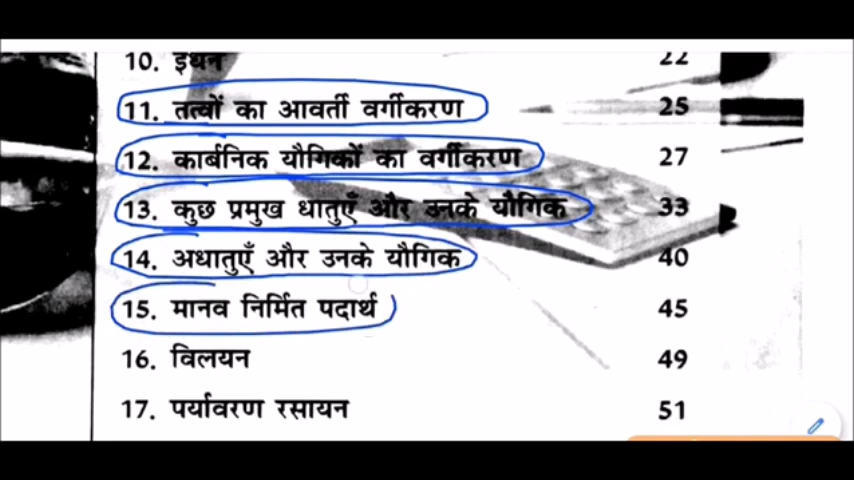 10. इंधन 22
11. तत्वों का आवर्ती वर्गीकरण 25
12. कार्बनिक यौगिकों का वर्गीकरण 27
13. कुछ प्रमुख धातुएँ और उनके यौगिक 33
14. अधातुएँ और उनके यौगिक 40
15. मानव निर्मित पदार्थ 45
16. विलयन 49
17. पर्यावरण रसायन 51